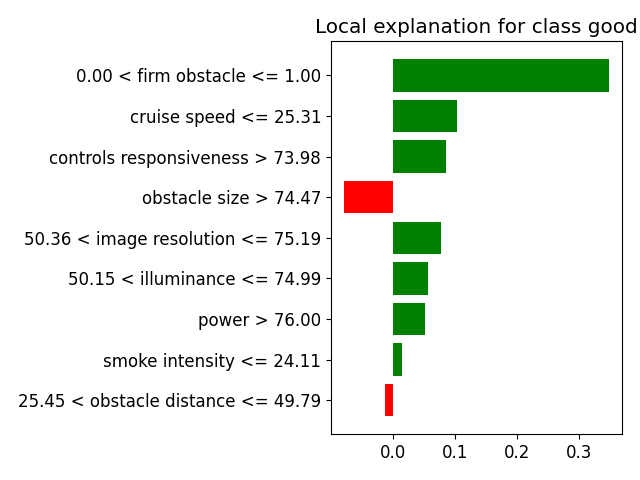 Local explanation for class good
0.00 < firm obstacle <= 1.00
cruise speed <= 25.31
controls responsiveness > 73.98
obstacle size > 74.47
50.36 < image resolution <= 75.19
50.15 < illuminance <= 74.99
power > 76.00
smoke intensity <= 24.11
25.45 < obstacle distance <= 49.79
0.0 0.1 0.2 0.3